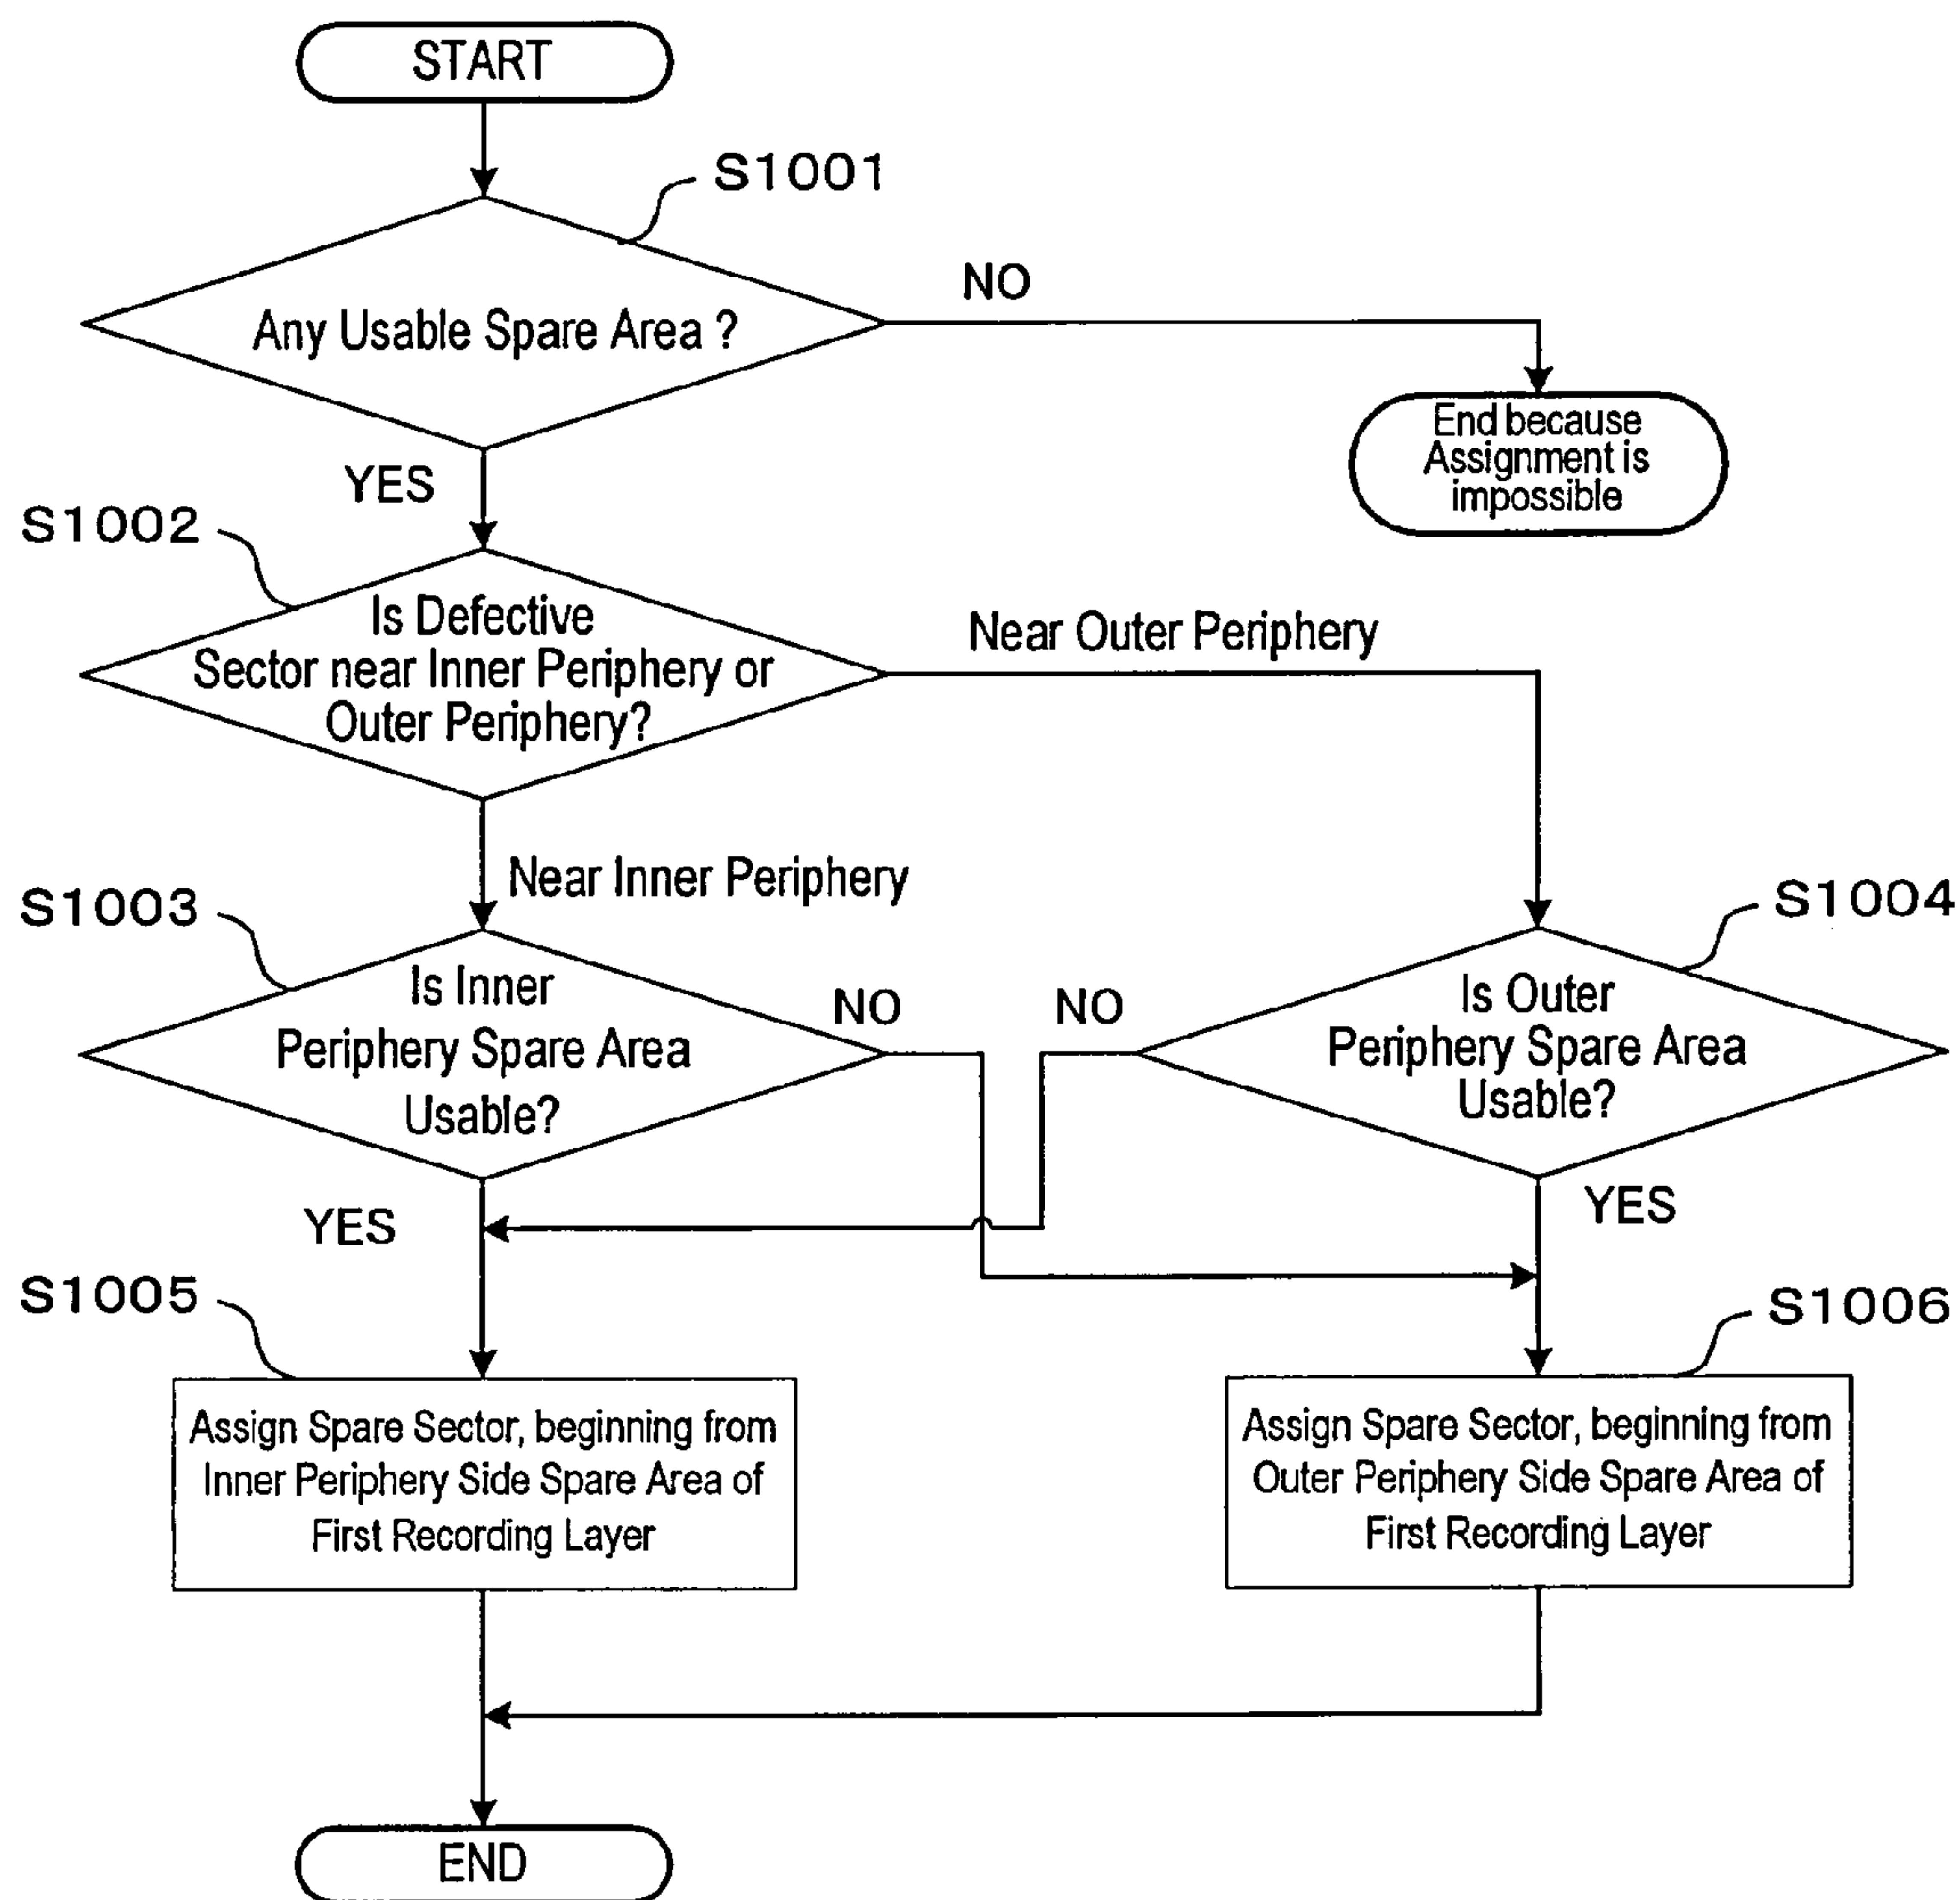 START
S1001
NO
Any Usable Spare Area ?
End because
Assignment is
impossible
YES
S1002
Is Defective
Sector near Inner Periphery or
Outer Periphery?
Near Outer Periphery
Near Inner Periphery
S1003
S1004
Is Inner
Periphery Spare Area
Usable?
NO
NO
Is Outer
Periphery Spare Area
Usable?
YES
YES
S1005
S1006
Assign Spare Sector, beginning from
Inner Periphery Side Spare Area of
First Recording Layer
Assign Spare Sector, beginning from
Outer Periphery Side Spare Area of
First Recording Layer
END